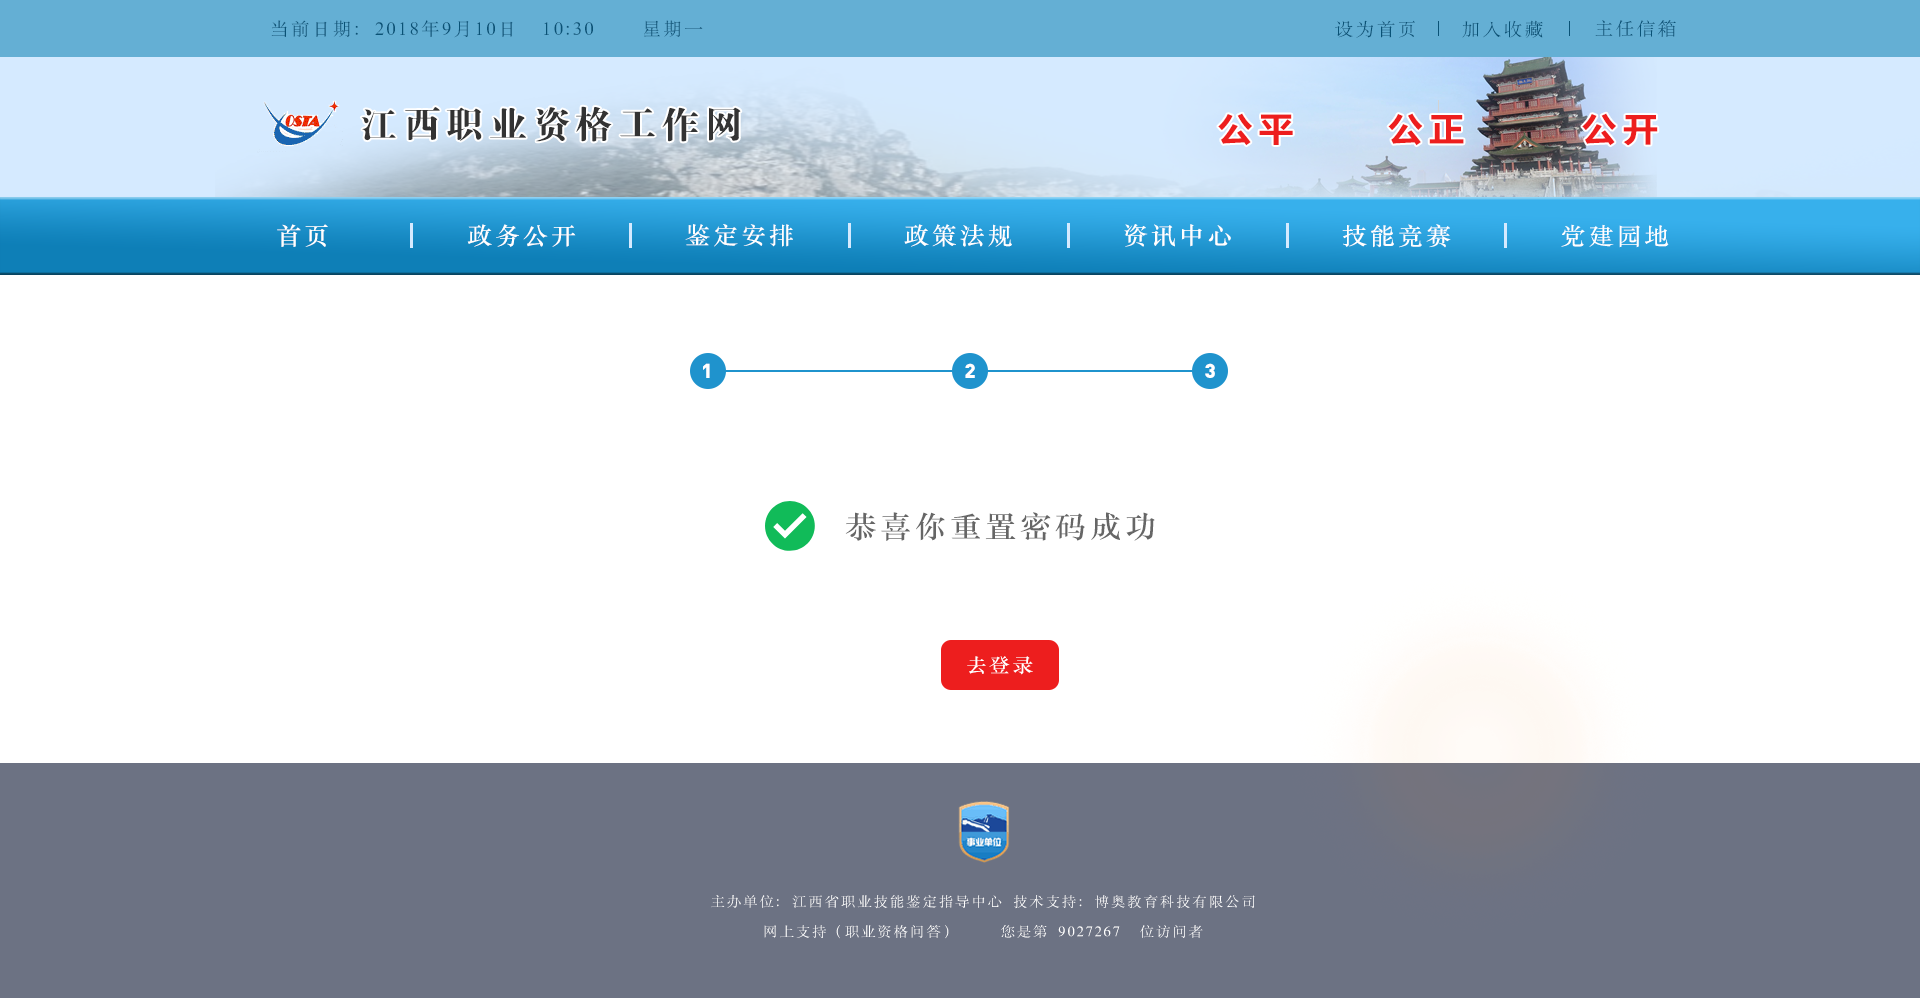 当前日期: 2018年9月10日 10:30 星期一
设为首页 | 加入收藏 | 主任信箱
OSTA 江西职业资格工作网
公平 公正 公开
首页 | 政务公开 | 鉴定安排 | 政策法规 | 资讯中心 | 技能竞赛 | 党建园地
1 2 3
恭喜你重置密码成功
去登录
事业单位
主办单位: 江西省职业技能鉴定指导中心 技术支持: 博奥教育科技有限公司
网上支持(职业资格问答) 您是第 9027267 位访问者